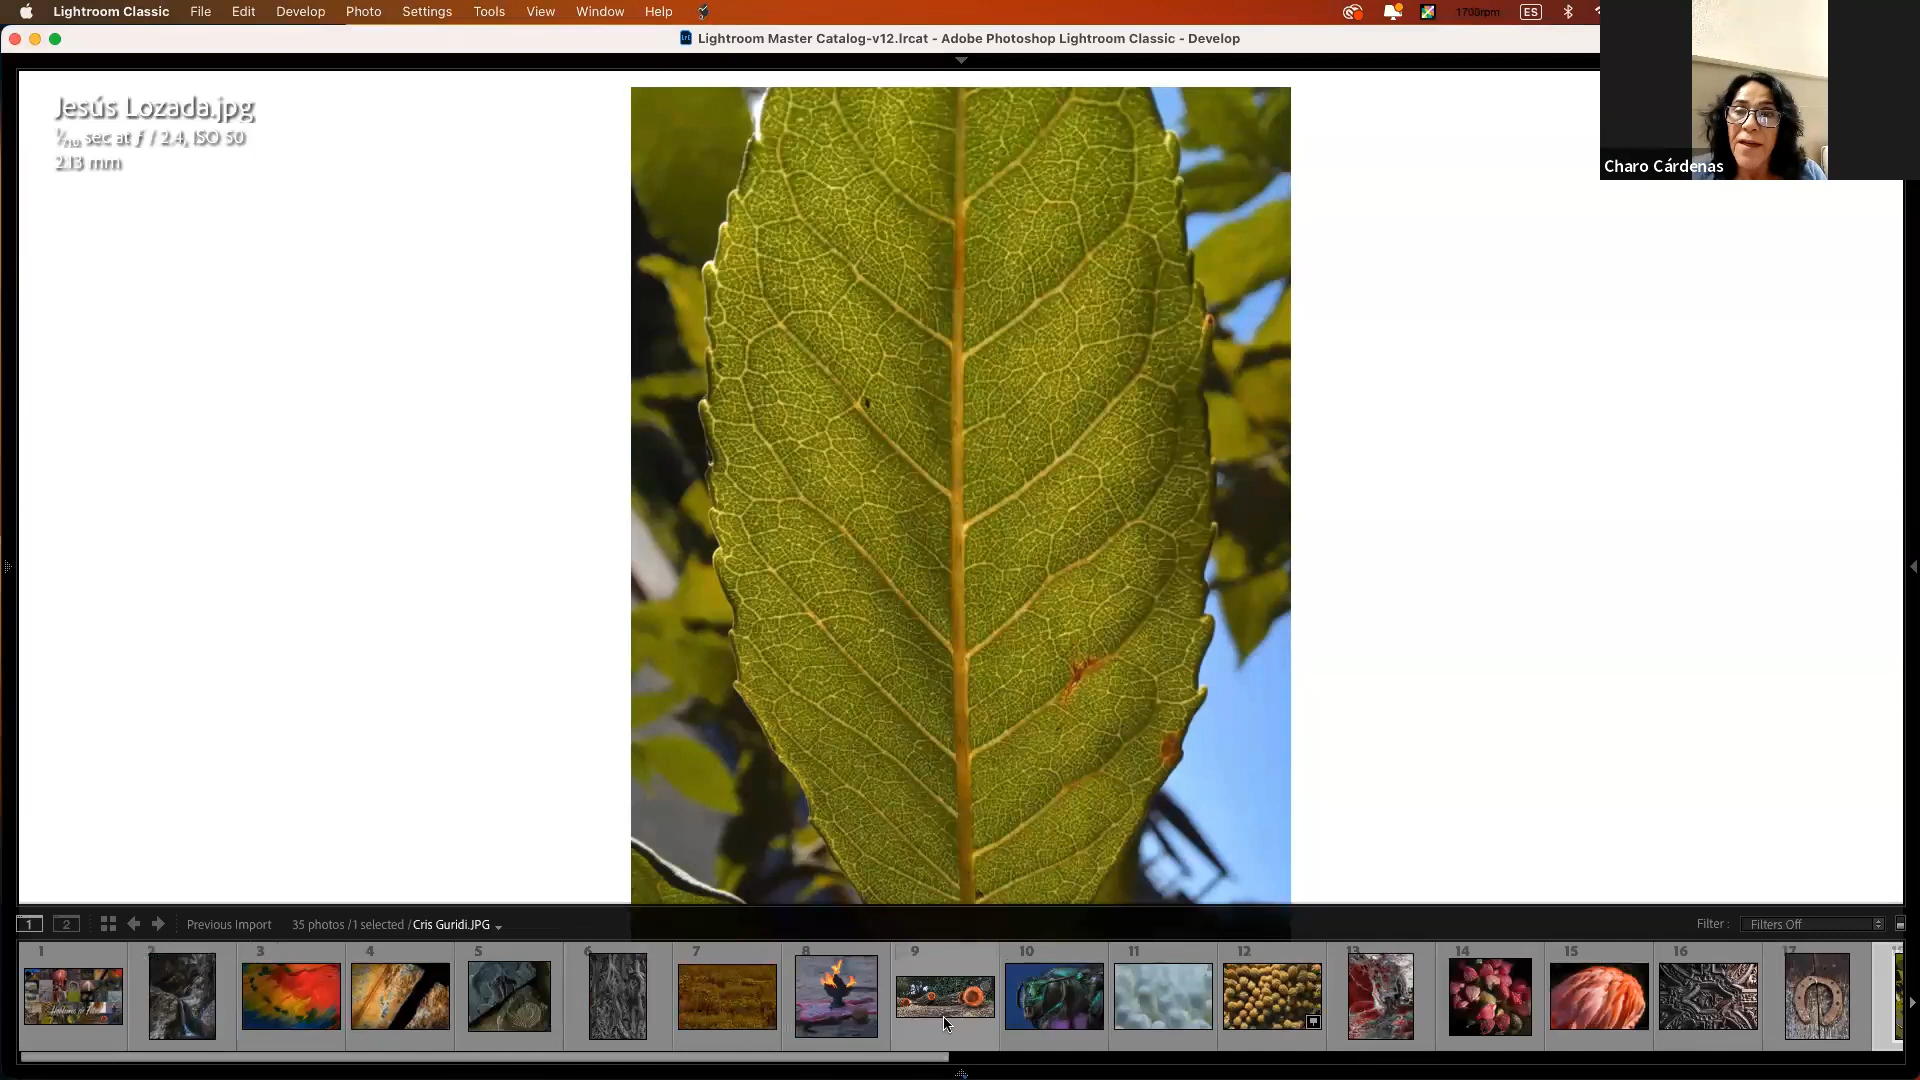 Lightroom Classic File Edit Develop Photo Settings Tools View Window Help 1700rpm ES
Lightroom Master Catalog-v12.lrcat - Adobe Photoshop Lightroom Classic - Develop
Jesús Lozada.jpg
sec at ƒ / 2.4, ISO 50
2.13 mm
Charo Cárdenas
1 2 Previous Import 35 photos / 1 selected / Cris Guridi.JPG Filter : Filters Off
1 2 3 4 5 6 7 8 9 10 11 12 13 14 15 16 17